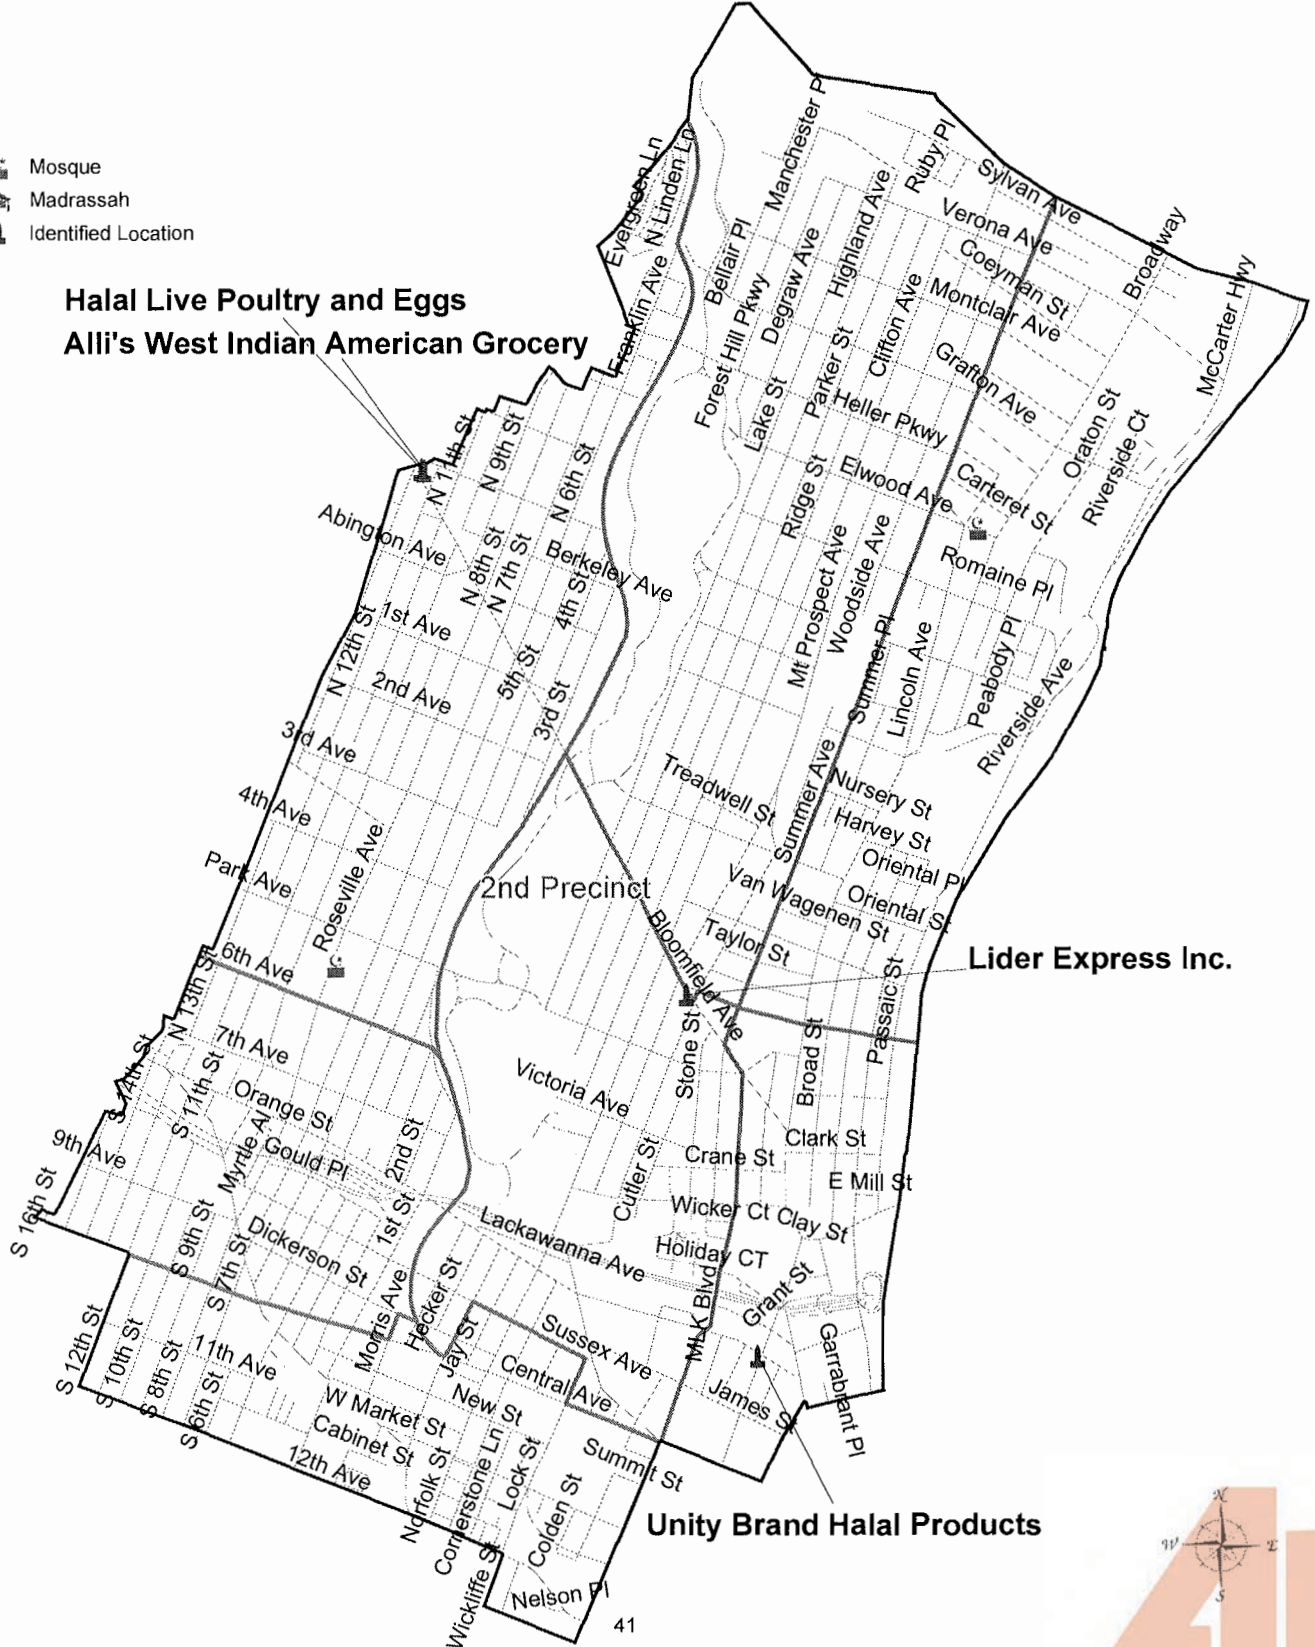 Mosque
Madrassah
Identified Location
Halal Live Poultry and Eggs
Alli's West Indian American Grocery
Evergreen Ln
N Linden Ln
Franklin Ave
Manchester P
Bellair Pl
Forest Hill Pkwy
Degraw Ave
Highland Ave
Ruby Pl
Sylvan Ave
Verona Ave
Coeyman St
Montclair Ave
Broadway
McCarter Hwy
Clifton Ave
Parker St
Lake St
Grafton Ave
Heller Pkwy
Oraton St
Riverside Ct
N 11th St
N 9th St
N 6th St
Ridge St
Elwood Ave
Carteret St
Abington Ave
N 8th St
N 7th St
Berkeley Ave
4th St
Mt Prospect Ave
Woodside Ave
Romaine Pl
N 12th St
1st Ave
2nd Ave
5th St
3rd St
Summer Pl
Lincoln Ave
Peabody Pl
Riverside Ave
3rd Ave
4th Ave
Park Ave
Roseville Ave
Treadwell St
Summer Ave
Nursery St
Harvey St
Oriental Pl
Oriental St
Van Wagenen St
2nd Precinct
Bloomfield Ave
Taylor St
Lider Express Inc.
6th Ave
N 13th St
Passaic St
Broad St
Stone St
S 14th St
7th Ave
S 11th St
Orange St
Victoria Ave
Myrtle Al
Gould Pl
2nd St
Clark St
Crane St
9th Ave
Cutler St
E Mill St
S 16th St
S 9th St
S 7th St
Dickerson St
1st St
Lackawanna Ave
Wicker Ct
Clay St
Holiday CT
Grant St
MLK Blvd
Morris Ave
Hecker St
Jay St
Sussex Ave
Central Ave
Garrabrant Pl
James St
S 12th St
S 10th St
S 8th St
S 6th St
11th Ave
W Market St
New St
Cabinet St
12th Ave
Norfolk St
Cornerstone Ln
Lock St
Summit St
Colden St
Wickliffe St
Nelson Pl
Unity Brand Halal Products
41
N
W
E
S